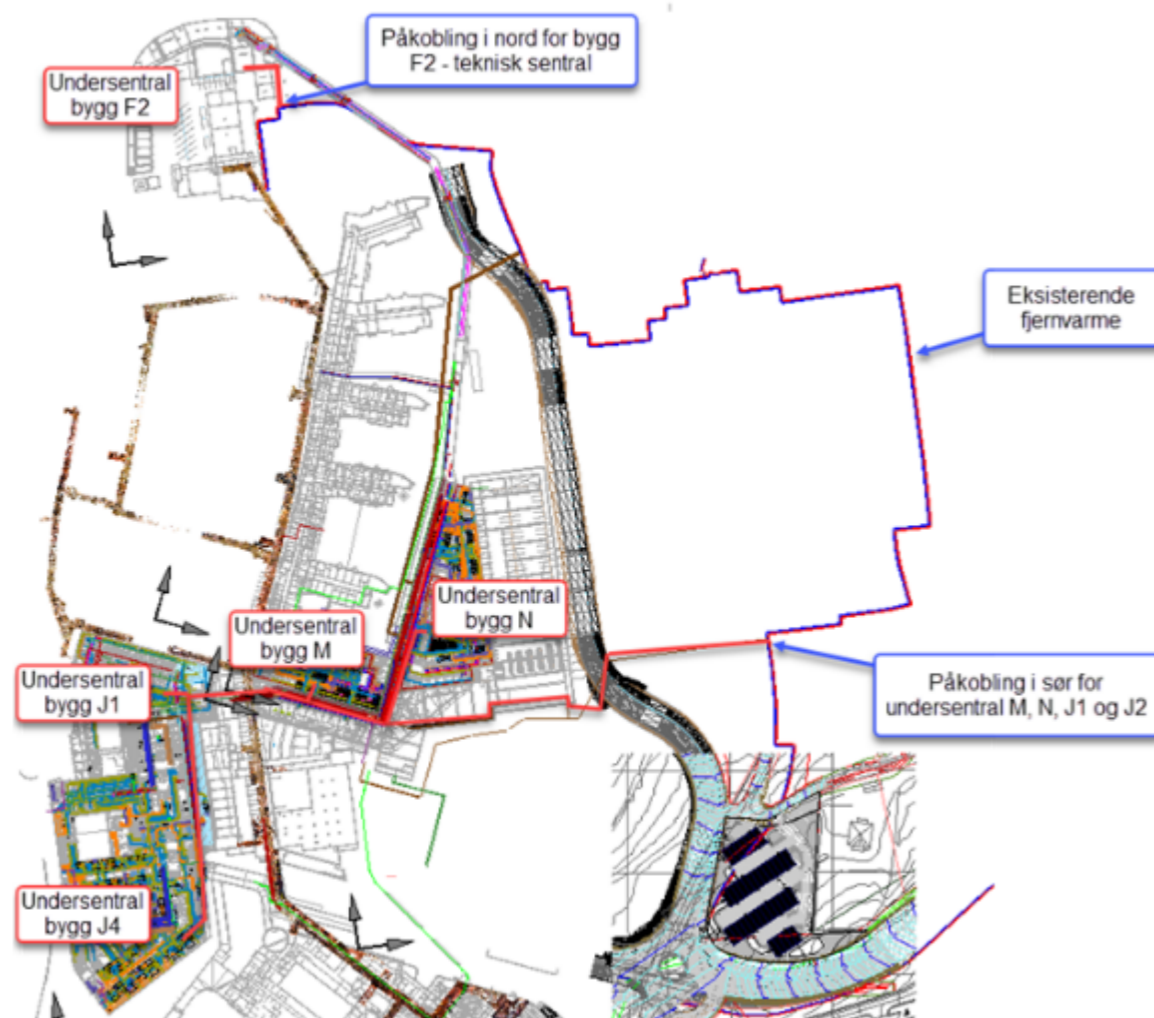 Påkobling i nord for bygg
F2 - teknisk sentral
Undersentral
bygg F2
Eksisterende
fjernvarme
Undersentral
bygg N
Undersentral
bygg M
Undersentral
bygg J1
Påkobling i sør for
undersentral M, N, J1 og J2
Undersentral
bygg J4